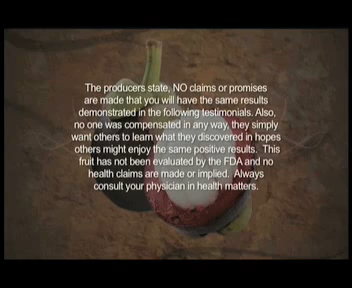 The producers state, NO claims or promises
are made that you will have the same results
demonstrated in the following testimonials. Also,
no one was compensated in any way, they simply
want others to learn what they discovered in hopes
others might enjoy the same positive results.  This
fruit has not been evaluated by the FDA and no
health claims are made or implied.  Always
consult your physician in health matters.